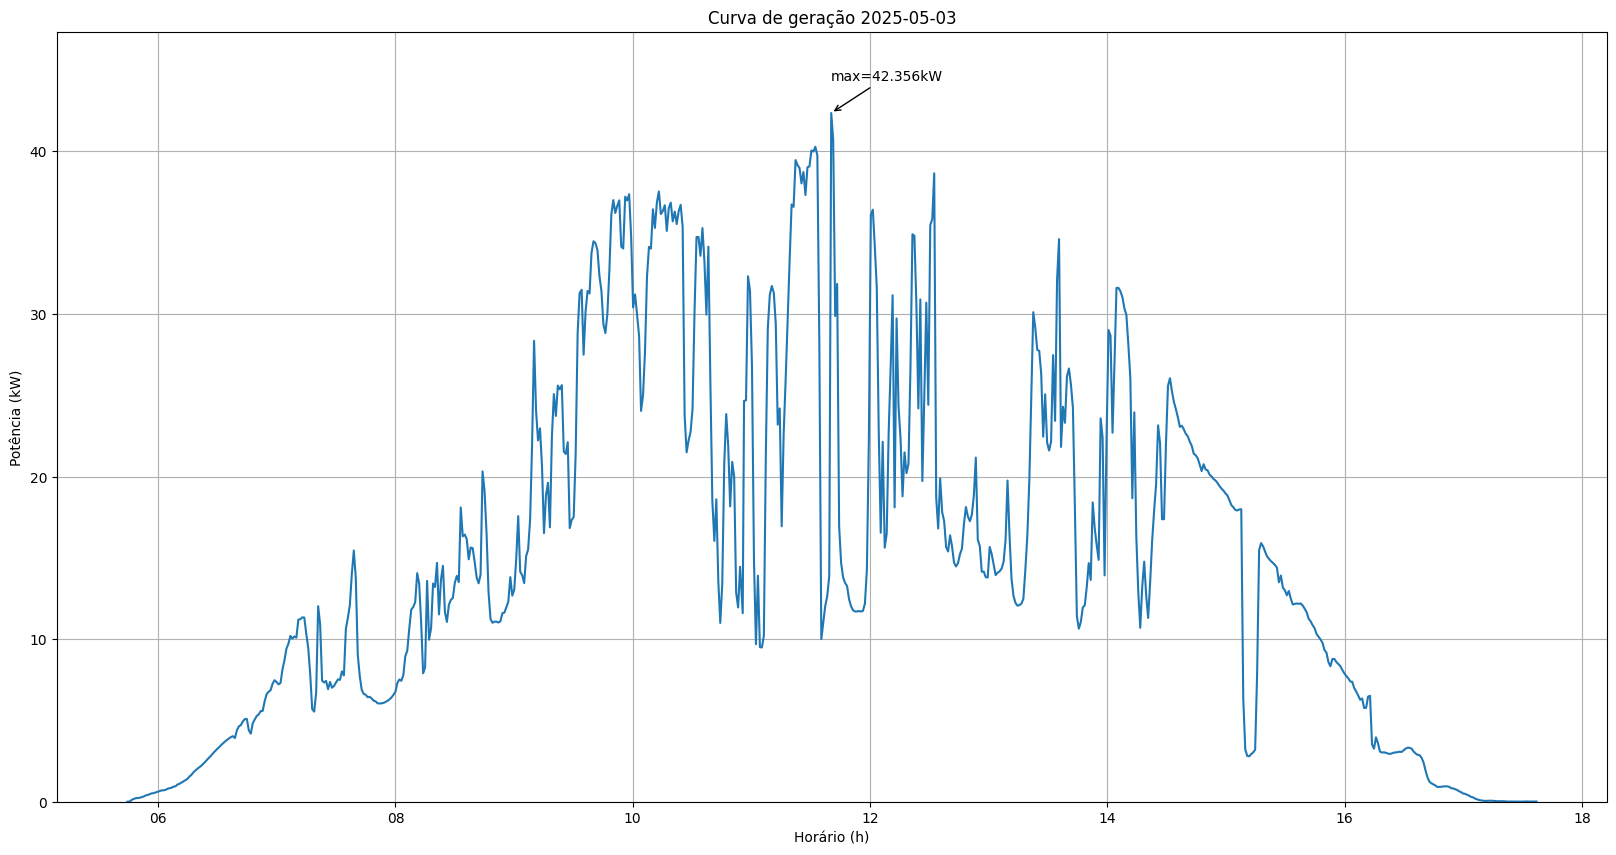 Curva de geração 2025-05-03
max=42.356kW
Potência (kW)
40
30
20
10
0
06 08 10 12 14 16 18
Horário (h)